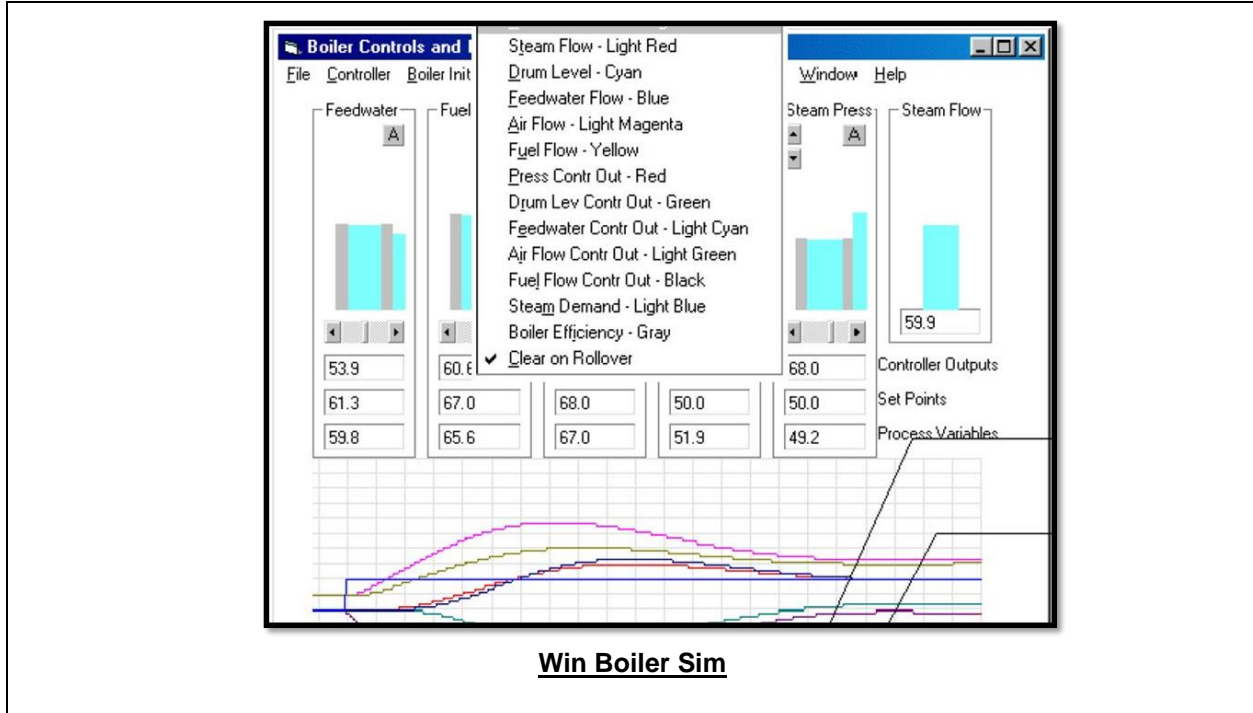 Boiler Controls and
File Controller Boiler Init Window Help
Steam Flow - Light Red
Drum Level - Cyan
Feedwater Flow - Blue
Air Flow - Light Magenta
Fuel Flow - Yellow
Press Contr Out - Red
Drum Lev Contr Out - Green
Feedwater Contr Out - Light Cyan
Air Flow Contr Out - Light Green
Fuel Flow Contr Out - Black
Steam Demand - Light Blue
Boiler Efficiency - Gray
✔ Clear on Rollover
Feedwater Fuel Steam Press Steam Flow
A A
59.9
53.9 60.6 68.0 Controller Outputs
61.3 67.0 68.0 50.0 50.0 Set Points
59.8 65.6 67.0 51.9 49.2 Process Variables
Win Boiler Sim